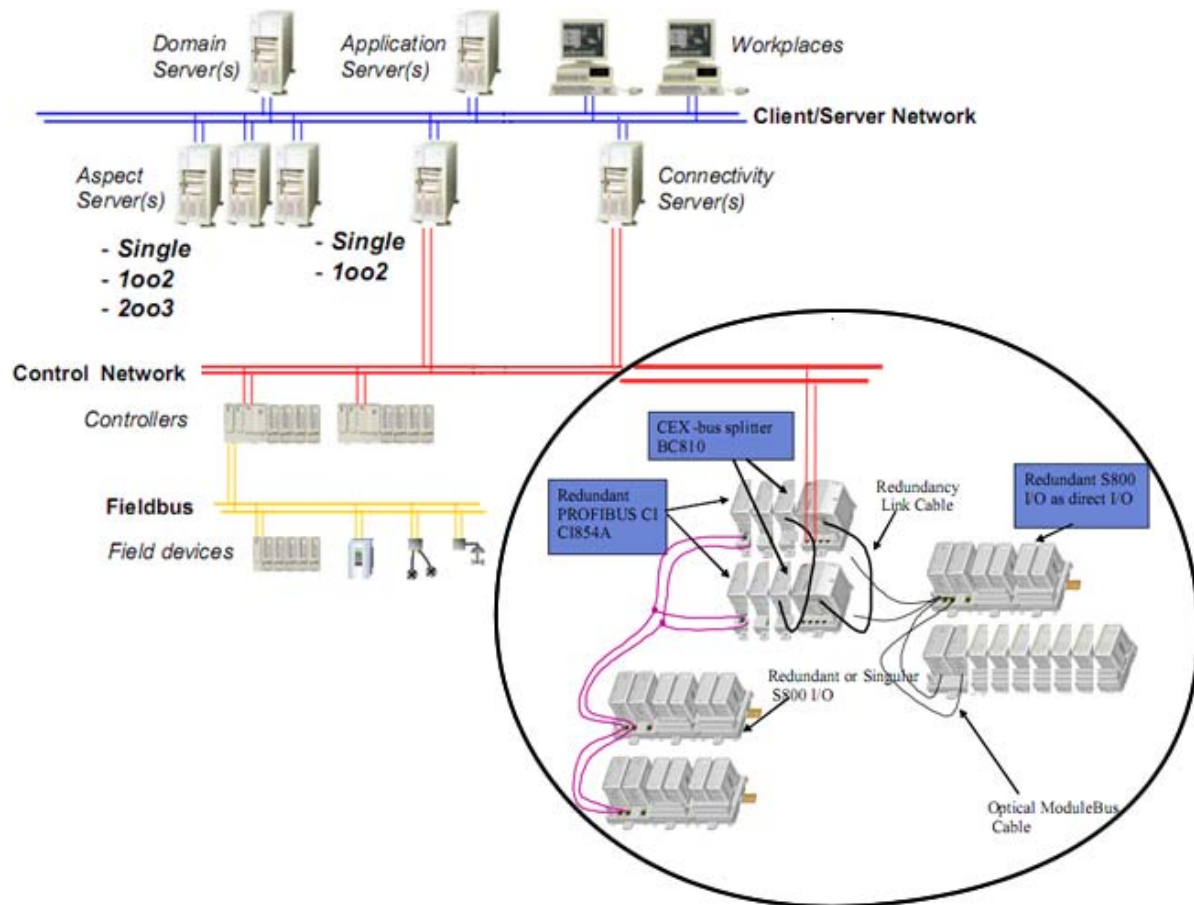 Domain
Server(s)
Application
Server(s)
Workplaces
Client/Server Network
Aspect
Server(s)
- Single
- 1oo2
- 2oo3
- Single
- 1oo2
Connectivity
Server(s)
Control Network
Controllers
Fieldbus
Field devices
CEX -bus splitter
BC810
Redundant
PROFIBUS CI
CI854A
Redundancy
Link Cable
Redundant S800
I/O as direct I/O
Redundant or Singular
S800 I/O
Optical ModuleBus
Cable